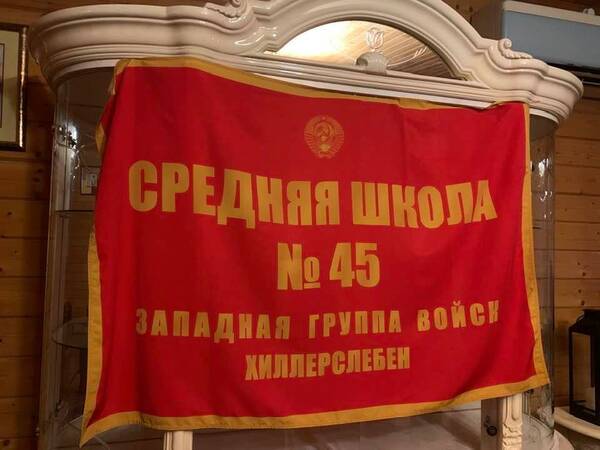 СРЕДНЯЯ ШКОЛА
№ 45
ЗАПАДНАЯ ГРУППА ВОЙСК
ХИЛЛЕРСЛЕБЕН